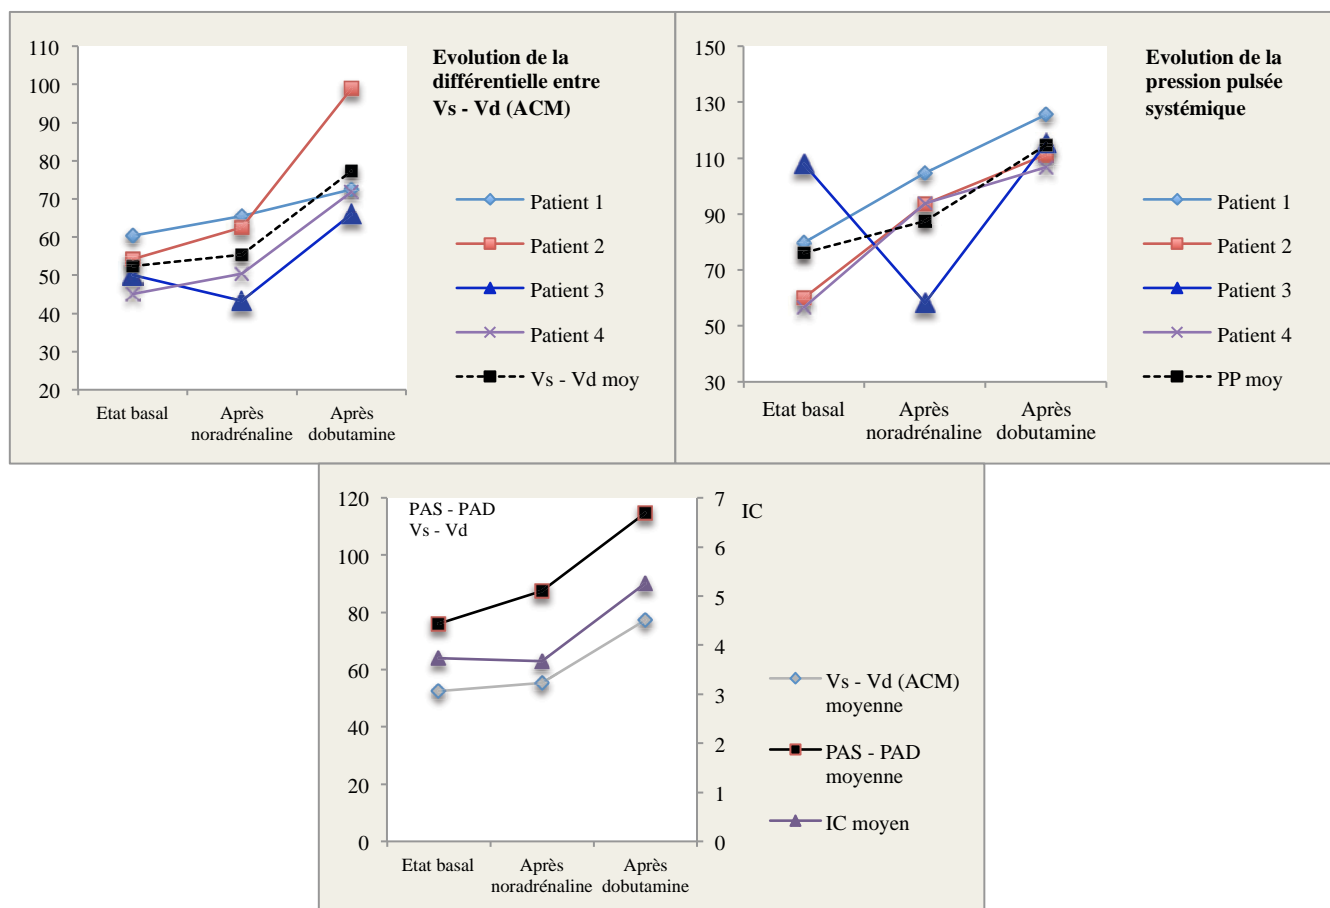 Evolution de la
différentielle entre
Vs - Vd (ACM)
110
100
90
80
70
60
50
40
30
20
Etat basal
Après
noradrénaline
Après
dobutamine
Patient 1
Patient 2
Patient 3
Patient 4
Vs - Vd moy
Evolution de la
pression pulsée
systémique
150
130
110
90
70
50
30
Etat basal
Après
noradrénaline
Après
dobutamine
Patient 1
Patient 2
Patient 3
Patient 4
PP moy
PAS - PAD
Vs - Vd
IC
120
100
80
60
40
20
0
7
6
5
4
3
2
1
0
Etat basal
Après
noradrénaline
Après
dobutamine
Vs - Vd (ACM)
moyenne
PAS - PAD
moyenne
IC moyen